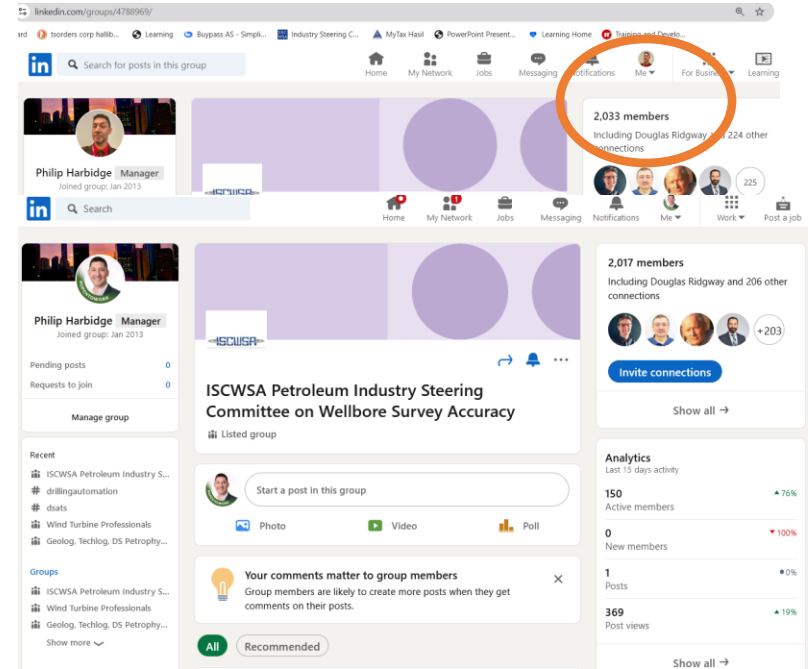 linkedin.com/groups/4788969/
ard tsorders corp hallib... Learning Buypass AS - Simpli... Industry Steering C... MyTax Hasil PowerPoint Present... Learning Home Training and Develo...
in Search for posts in this group Home My Network Jobs Messaging Notifications Me For Business Learning
2,033 members
Including Douglas Ridgway and 224 other
connections
225
Philip Harbidge Manager
Joined group: Jan 2013
ISCWSA
in Search Home My Network 1 Jobs Messaging Notifications Me Work Post a job
#OPENTOWORK
Philip Harbidge Manager
Joined group: Jan 2013
Pending posts 0
Requests to join 0
Manage group
Recent
ISCWSA Petroleum Industry S...
# drillingautomation
# dsats
Wind Turbine Professionals
Geolog, Techlog, DS Petrophy...
Groups
ISCWSA Petroleum Industry S...
Wind Turbine Professionals
Geolog, Techlog, DS Petrophy...
Show more
ISCWSA
ISCWSA Petroleum Industry Steering
Committee on Wellbore Survey Accuracy
Listed group
Start a post in this group
Photo Video Poll
Your comments matter to group members
Group members are likely to create more posts when they get
comments on their posts.
All Recommended
2,017 members
Including Douglas Ridgway and 206 other
connections
+203
Invite connections
Show all →
Analytics
Last 15 days activity
150 76%
Active members
0 100%
New members
1 0%
Posts
369 19%
Post views
Show all →